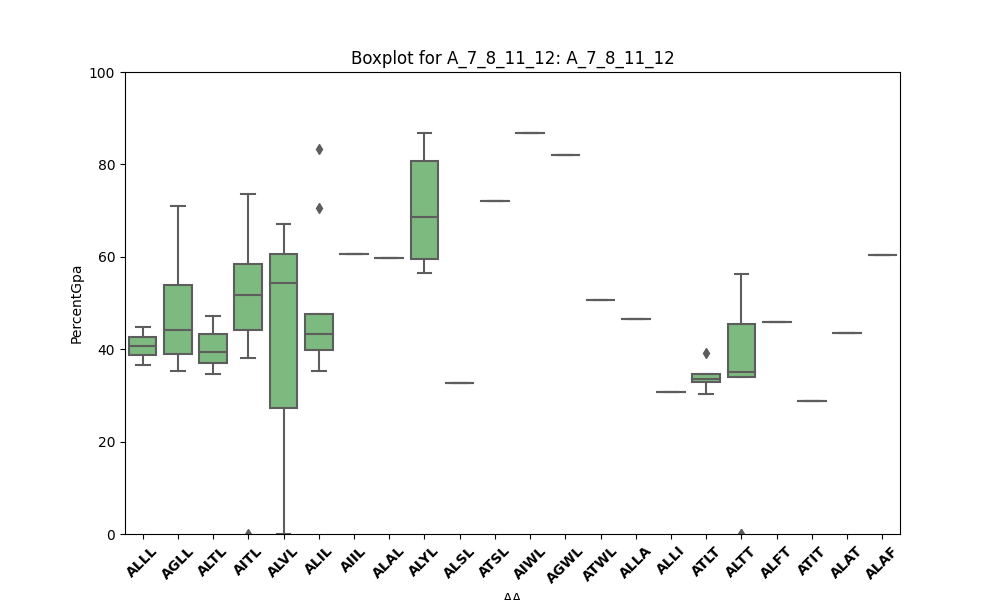 Boxplot for A_7_8_11_12: A_7_8_11_12
100
80
60
40
20
0
PercentGpa
ALLL AGLL ALTL AITL ALVL ALIL AIIL ALAL ALYL ALSL ATSL AIWL AGWL ATWL ALLA ALLI ATLT ALTT ALFT ATIT ALAT ALAF
AA